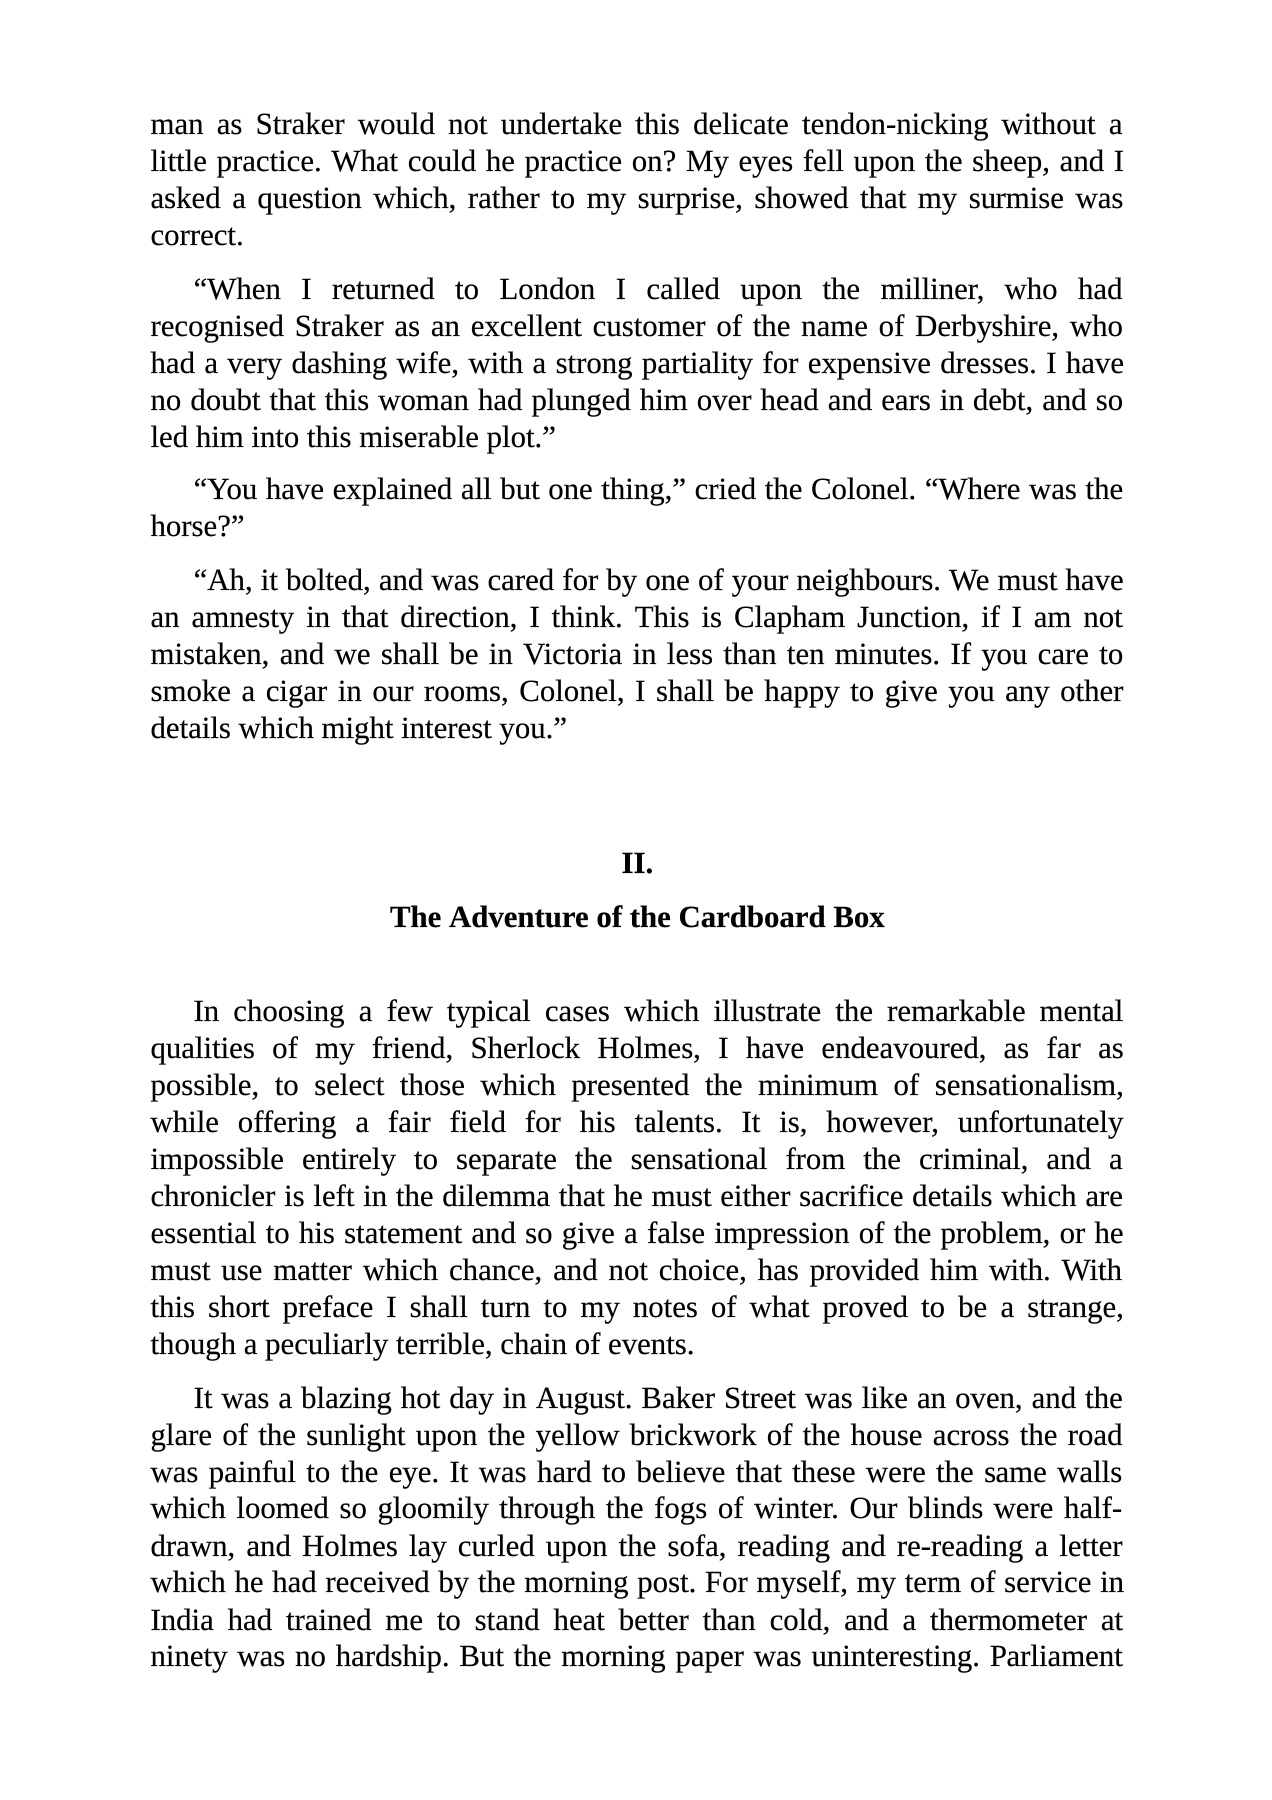 man as Straker would not undertake this delicate tendon-nicking without a
little practice. What could he practice on? My eyes fell upon the sheep, and I
asked a question which, rather to my surprise, showed that my surmise was
correct.
“When I returned to London I called upon the milliner, who had
recognised Straker as an excellent customer of the name of Derbyshire, who
had a very dashing wife, with a strong partiality for expensive dresses. I have
no doubt that this woman had plunged him over head and ears in debt, and so
led him into this miserable plot.”
“You have explained all but one thing,” cried the Colonel. “Where was the
horse?”
“Ah, it bolted, and was cared for by one of your neighbours. We must have
an amnesty in that direction, I think. This is Clapham Junction, if I am not
mistaken, and we shall be in Victoria in less than ten minutes. If you care to
smoke a cigar in our rooms, Colonel, I shall be happy to give you any other
details which might interest you.”
II.
The Adventure of the Cardboard Box
In choosing a few typical cases which illustrate the remarkable mental
qualities of my friend, Sherlock Holmes, I have endeavoured, as far as
possible, to select those which presented the minimum of sensationalism,
while offering a fair field for his talents. It is, however, unfortunately
impossible entirely to separate the sensational from the criminal, and a
chronicler is left in the dilemma that he must either sacrifice details which are
essential to his statement and so give a false impression of the problem, or he
must use matter which chance, and not choice, has provided him with. With
this short preface I shall turn to my notes of what proved to be a strange,
though a peculiarly terrible, chain of events.
It was a blazing hot day in August. Baker Street was like an oven, and the
glare of the sunlight upon the yellow brickwork of the house across the road
was painful to the eye. It was hard to believe that these were the same walls
which loomed so gloomily through the fogs of winter. Our blinds were half-
drawn, and Holmes lay curled upon the sofa, reading and re-reading a letter
which he had received by the morning post. For myself, my term of service in
India had trained me to stand heat better than cold, and a thermometer at
ninety was no hardship. But the morning paper was uninteresting. Parliament